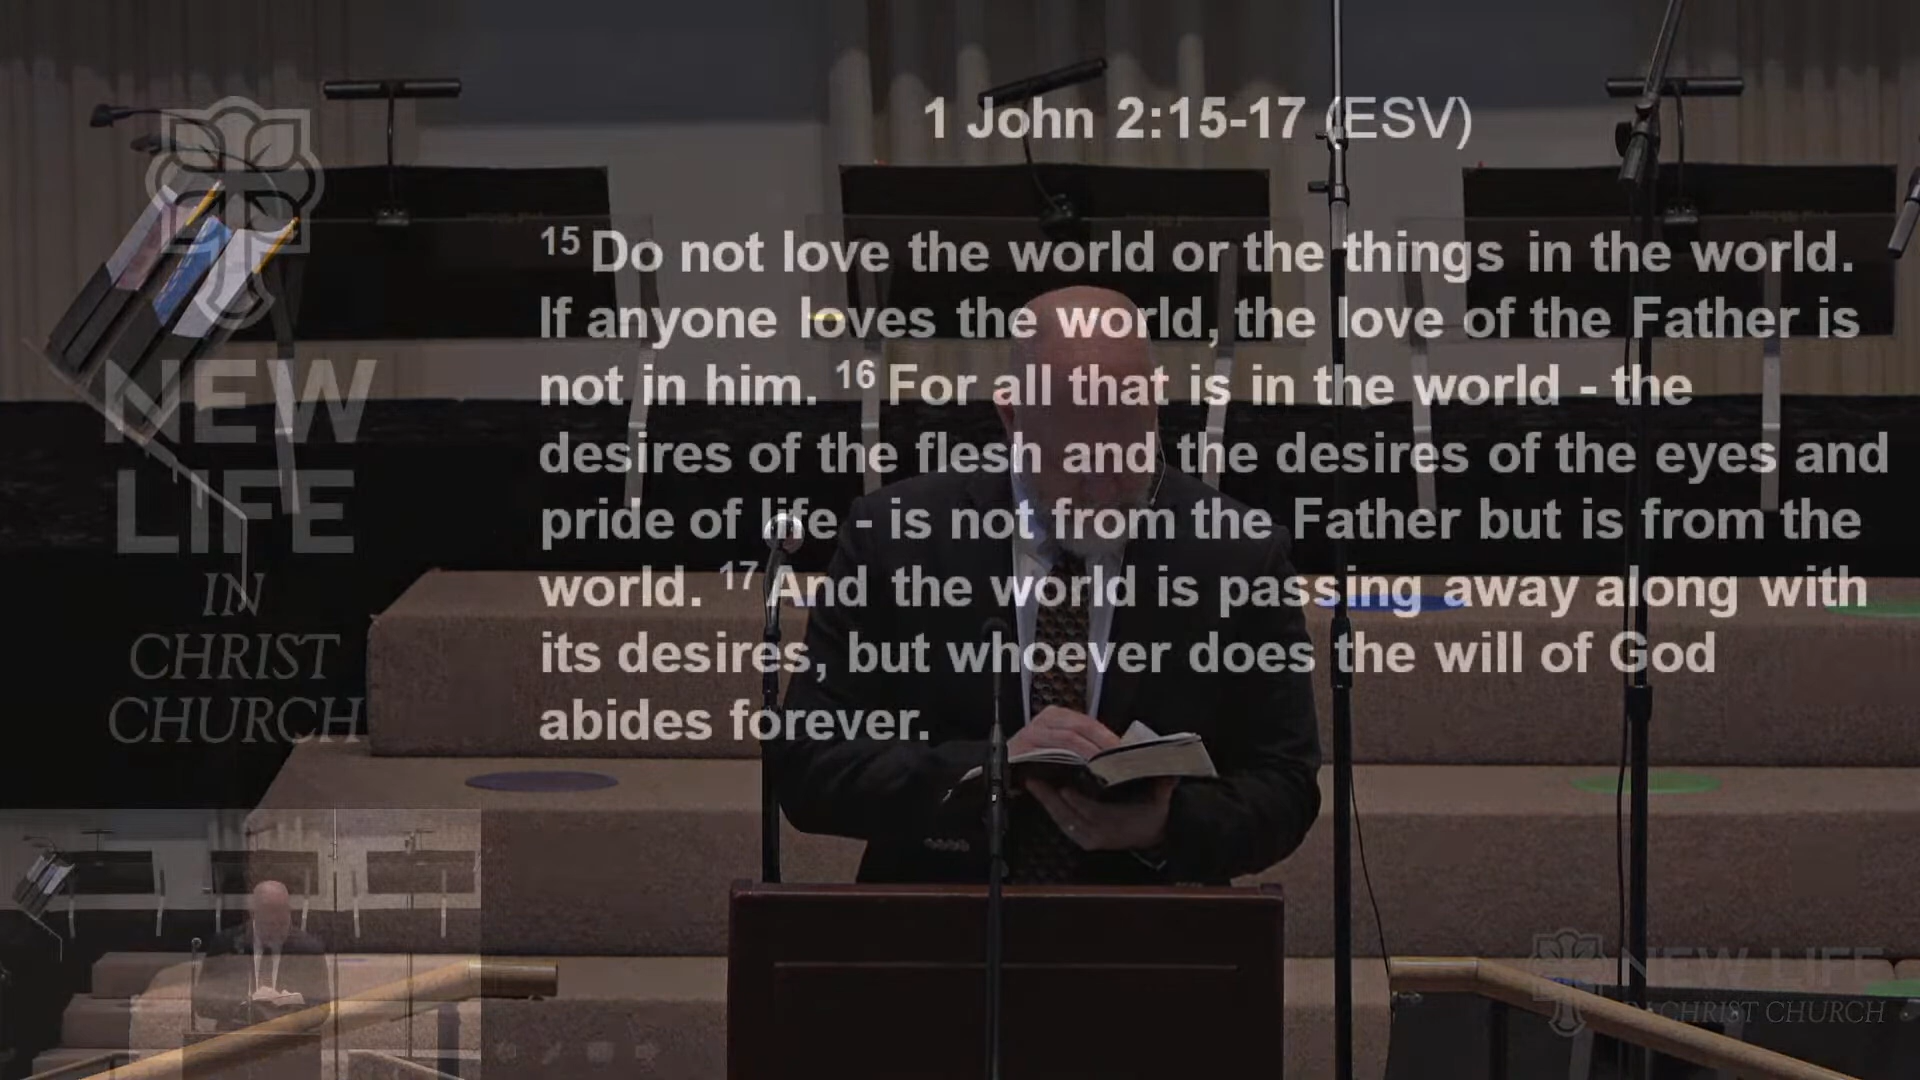 1 John 2:15-17 (ESV)
15 Do not love the world or the things in the world.
If anyone loves the world, the love of the Father is
not in him. 16 For all that is in the world - the
desires of the flesh and the desires of the eyes and
pride of life - is not from the Father but is from the
world. 17 And the world is passing away along with
its desires, but whoever does the will of God
abides forever.
NEW
LIFE
IN
CHRIST
CHURCH
NEW LIFE
IN CHRIST CHURCH